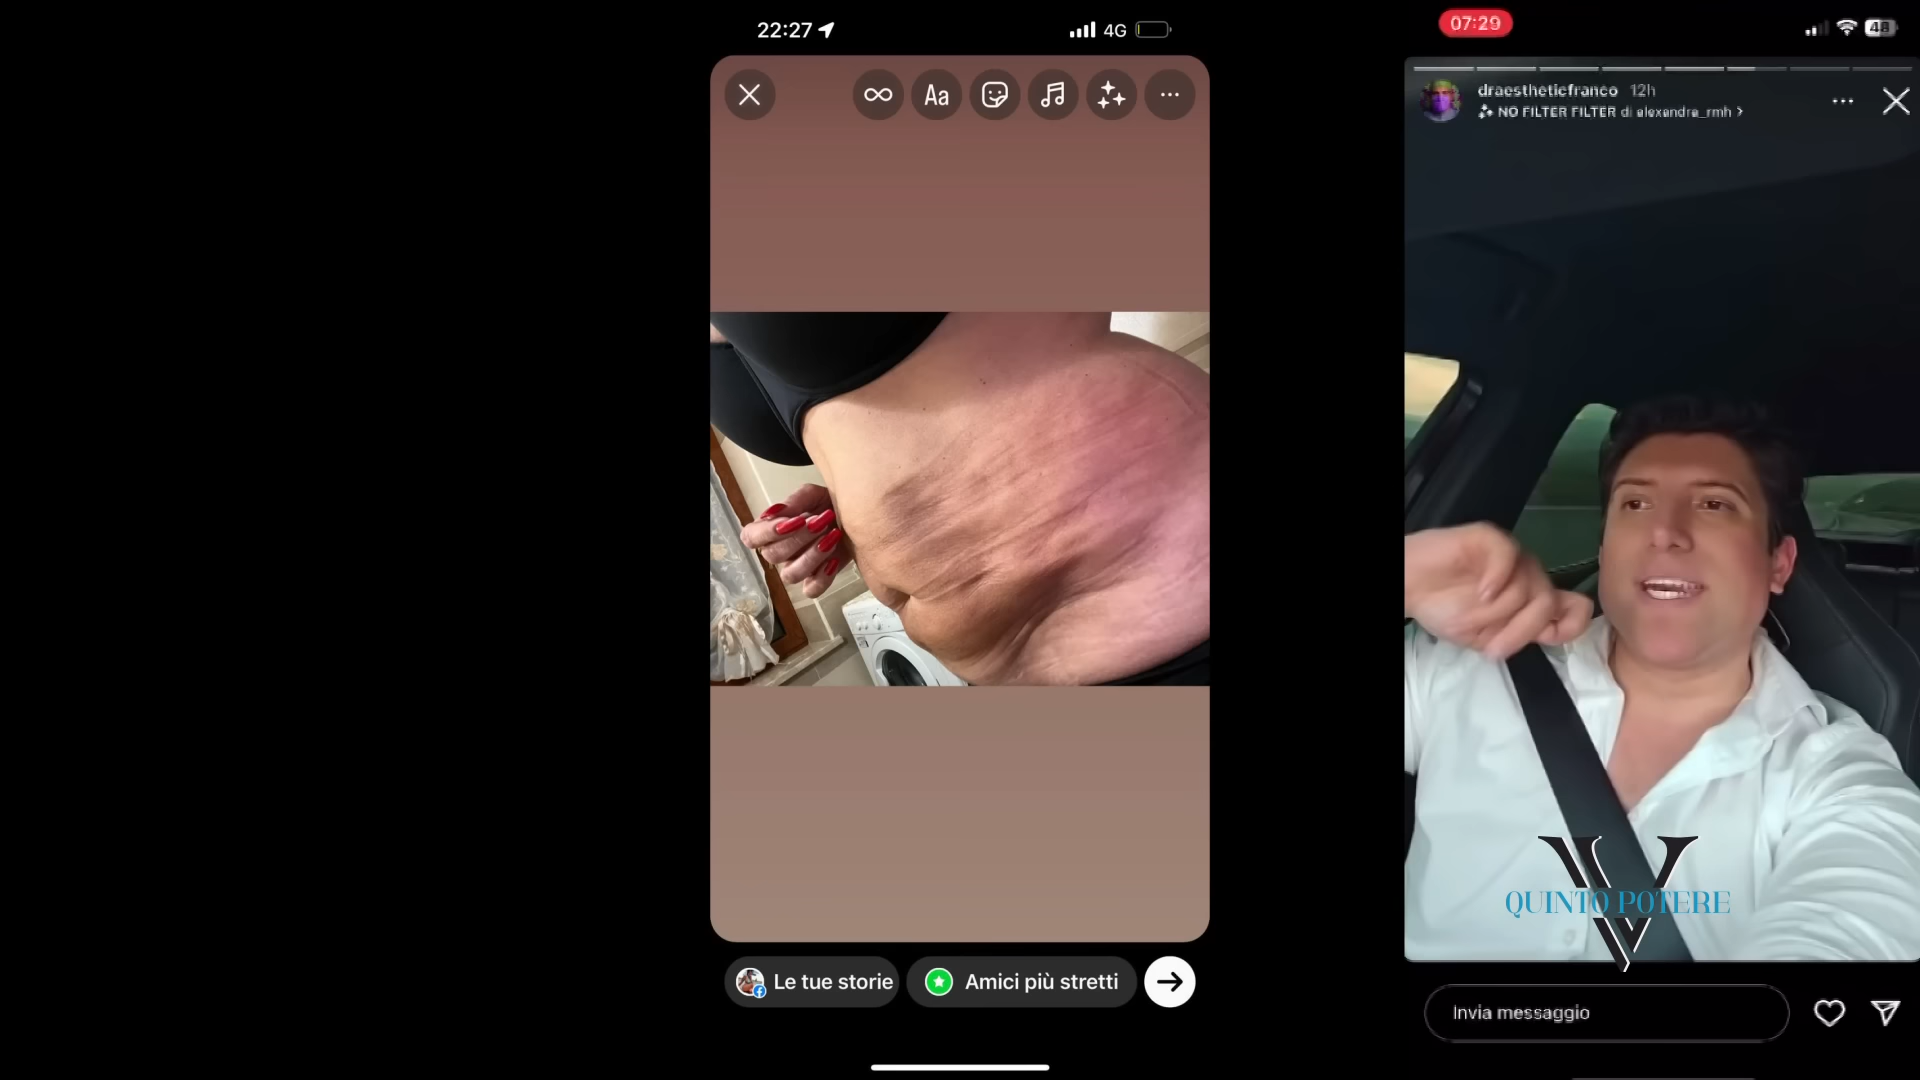 22:27
4G
Aa
Le tue storie
Amici più stretti
07:29
48
draestheticfranco 12h
NO FILTER FILTER di alexandra_rmh >
V
QUINTO POTERE
Invia messaggio